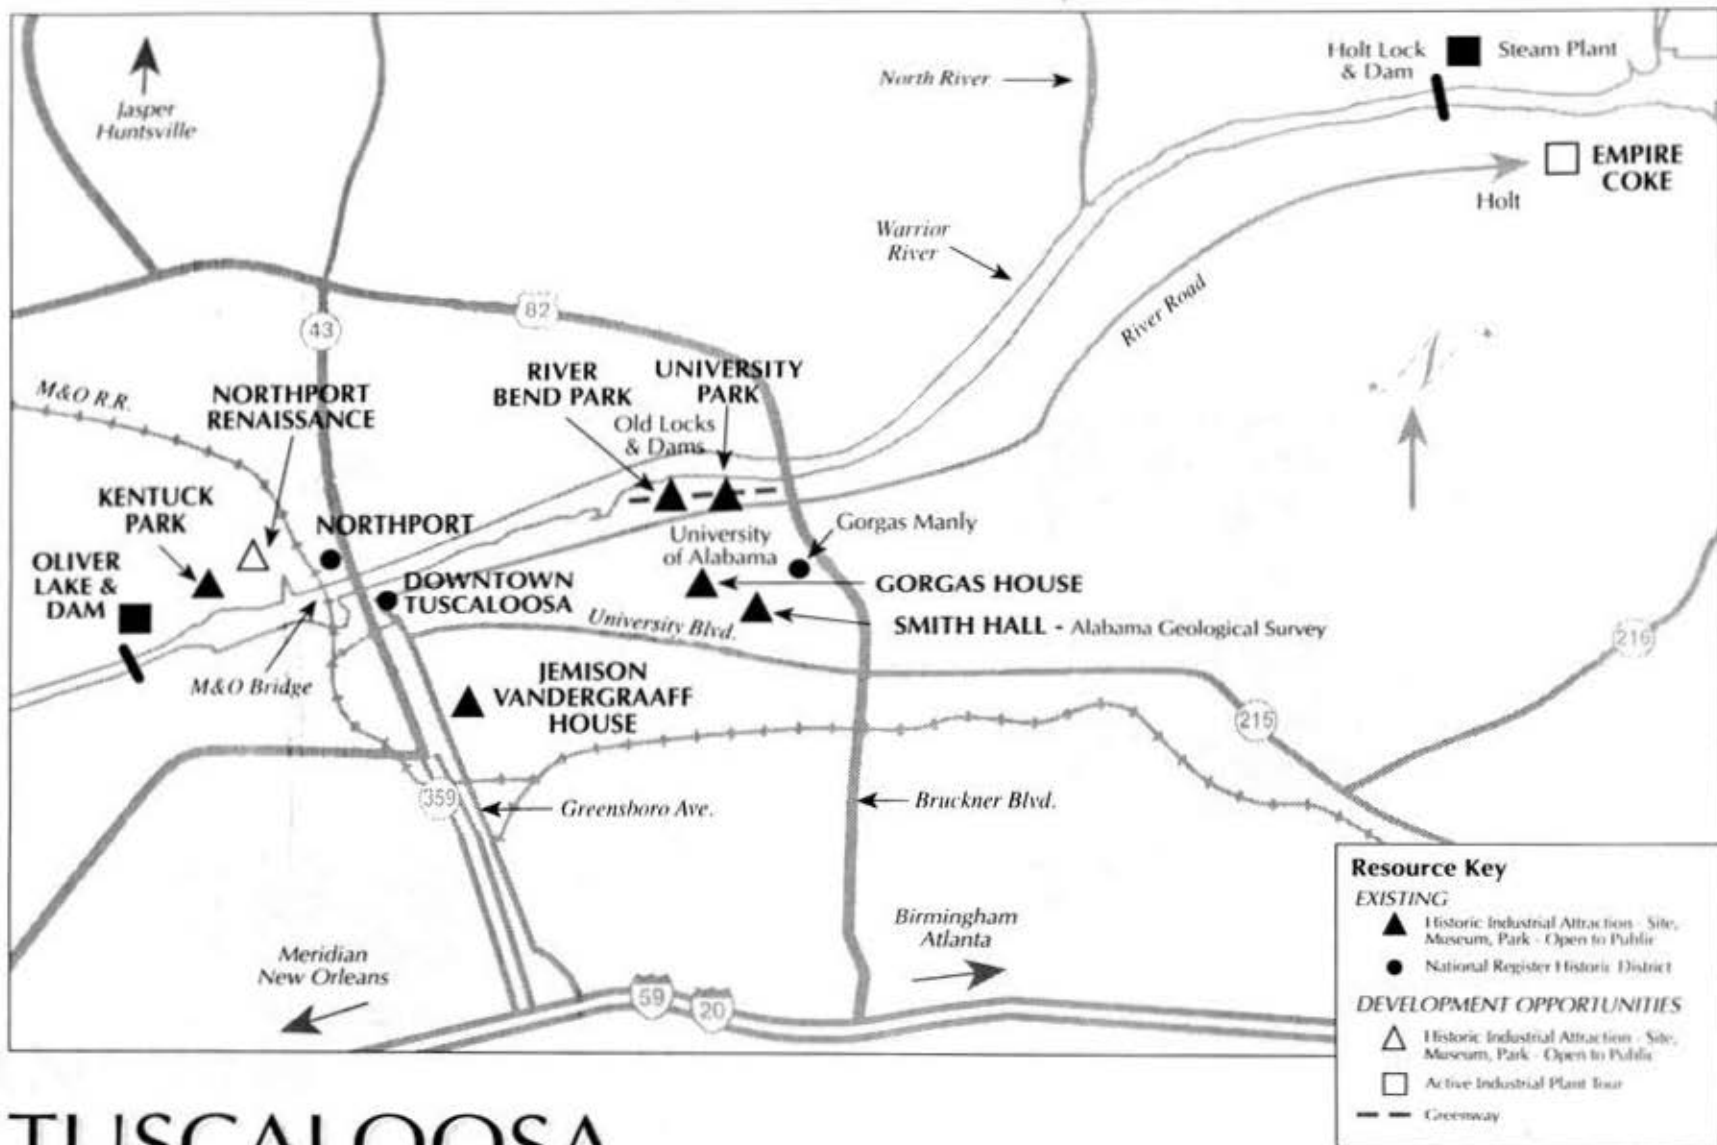 Jasper
Huntsville
North River
Holt Lock
& Dam
Steam Plant
EMPIRE
COKE
Holt
Warrior
River
River Road
82
43
M&O R.R.
NORTHPORT
RENAISSANCE
RIVER
BEND PARK
UNIVERSITY
PARK
Old Locks
& Dams
KENTUCK
PARK
NORTHPORT
University
of Alabama
Gorgas Manly
OLIVER
LAKE &
DAM
DOWNTOWN
TUSCALOOSA
GORGAS HOUSE
University Blvd.
SMITH HALL - Alabama Geological Survey
216
M&O Bridge
JEMISON
VANDERGRAAFF
HOUSE
215
359
Greensboro Ave.
Bruckner Blvd.
Meridian
New Orleans
Birmingham
Atlanta
59
20
Resource Key
EXISTING
Historic Industrial Attraction - Site,
Museum, Park - Open to Public
National Register Historic District
DEVELOPMENT OPPORTUNITIES
Historic Industrial Attraction - Site,
Museum, Park - Open to Public
Active Industrial Plant Tour
Greenway
TUSCALOOSA